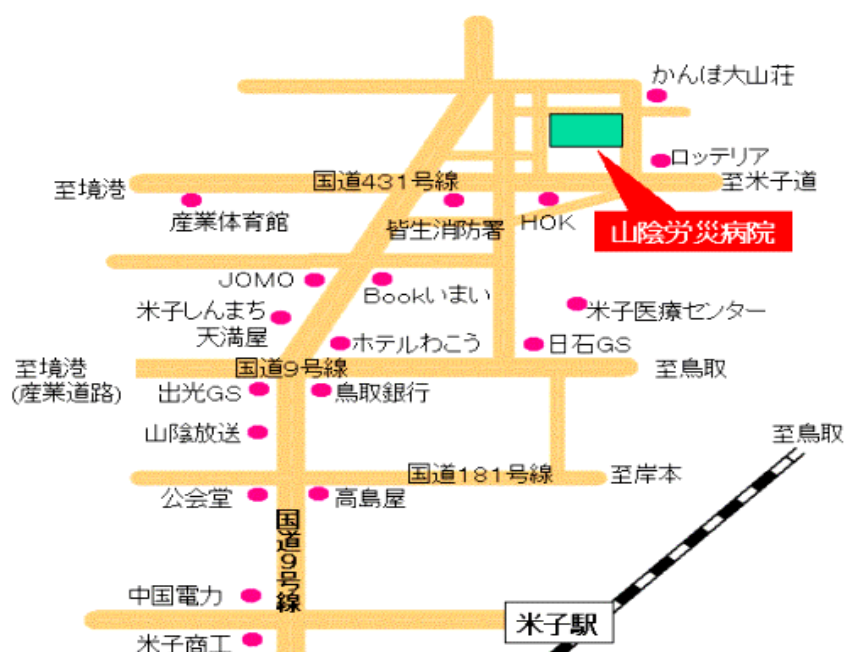 かんぽ大山荘
ロッテリア
国道431号線
至境港
至米子道
産業体育館
皆生消防署
HOK
山陰労災病院
JOMO
Bookいまい
米子しんまち
天満屋
米子医療センター
ホテルわこう
日石GS
至境港
(産業道路)
国道9号線
至鳥取
出光GS
鳥取銀行
山陰放送
至鳥取
国道181号線
至岸本
公会堂
高島屋
国道9号線
中国電力
米子駅
米子商工